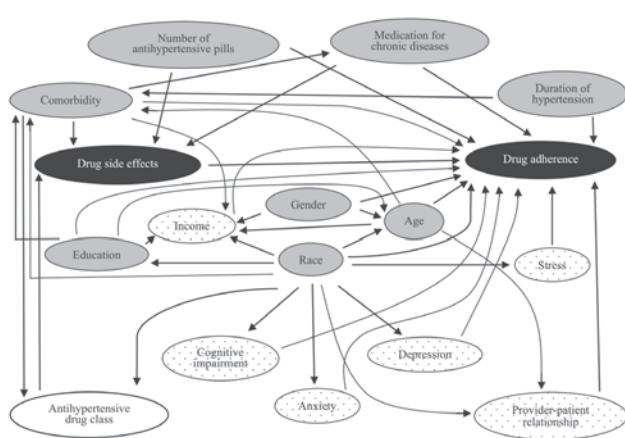 Number of
antihypertensive pills
Medication for
chronic diseases
Comorbidity
Duration of
hypertension
Drug side effects
Drug adherence
Gender
Income
Age
Education
Race
Stress
Cognitive
impairment
Depression
Antihypertensive
drug class
Anxiety
Provider-patient
relationship